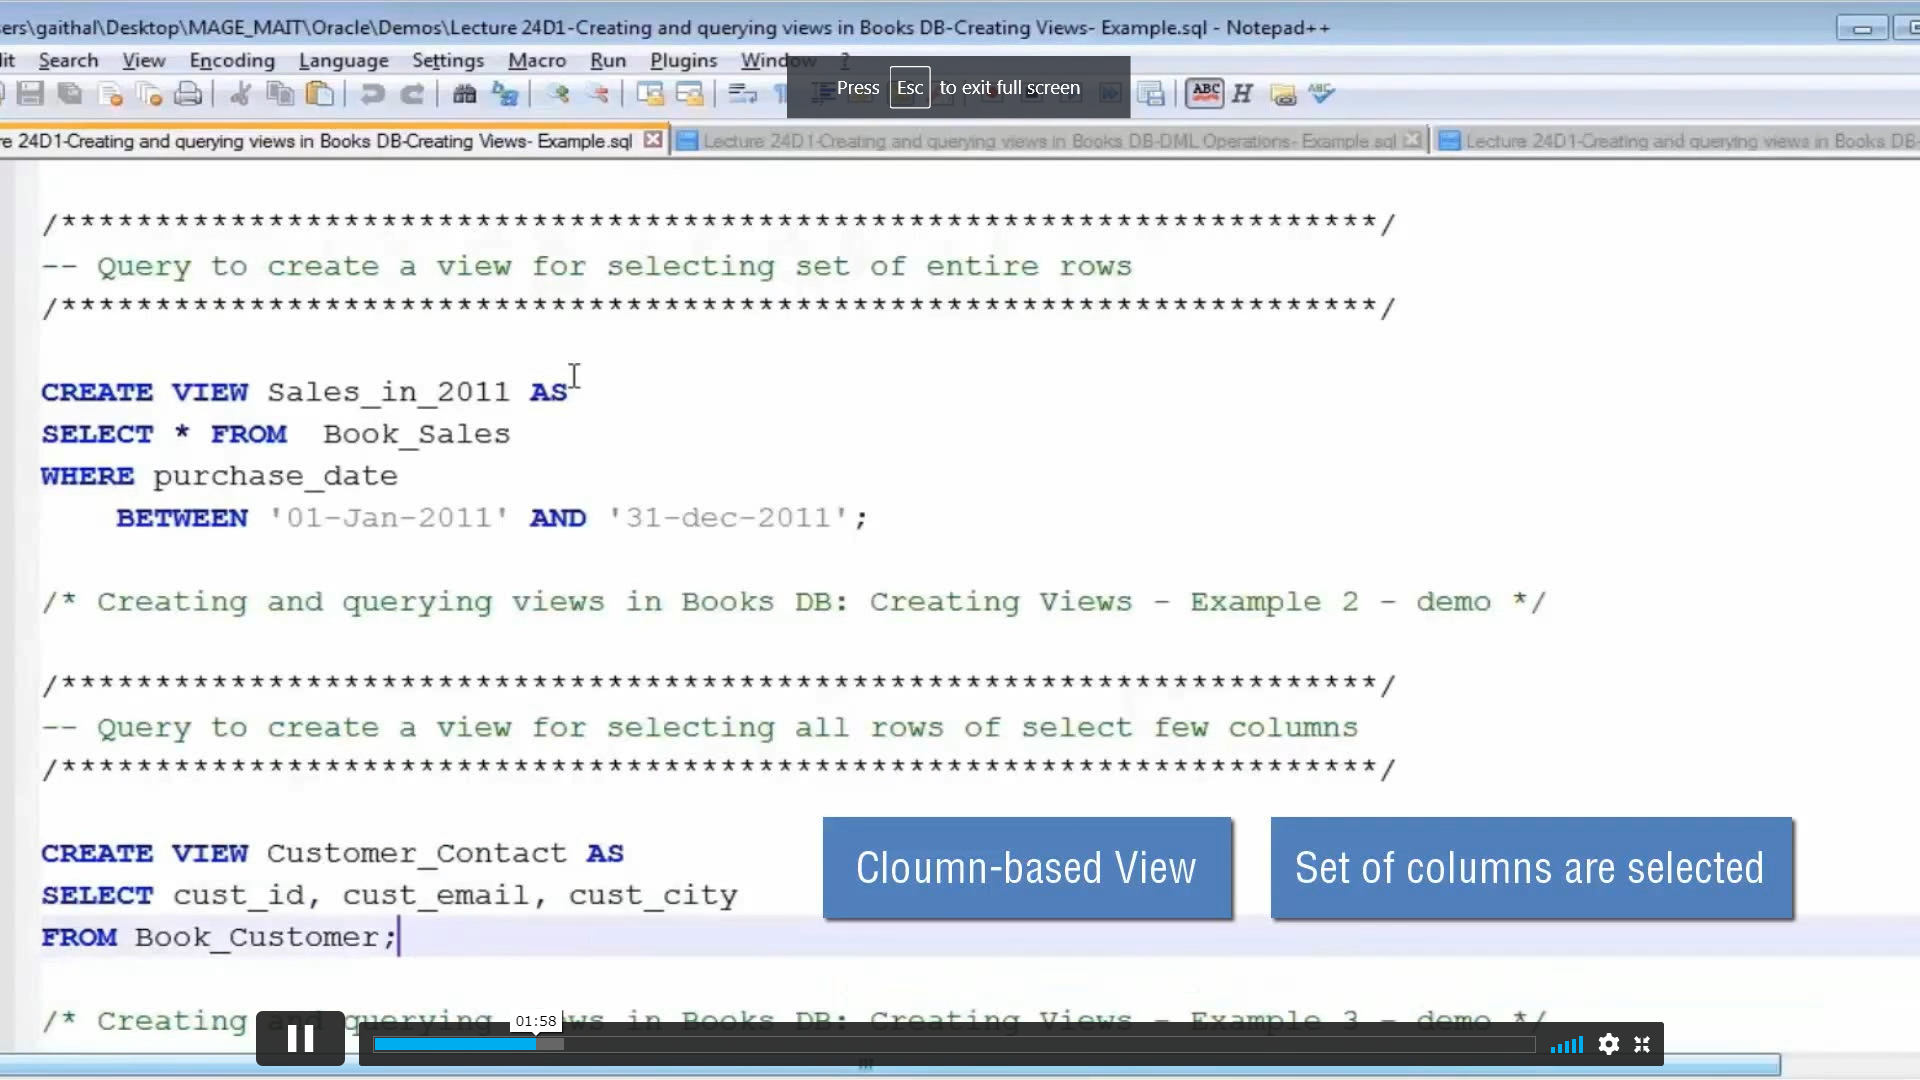 ers\gaithal\Desktop\MAGE_MAIT\Oracle\Demos\Lecture 24D1-Creating and querying views in Books DB-Creating Views- Example.sql - Notepad++
it Search View Encoding Language Settings Macro Run Plugins Window ?
Press Esc to exit full screen
ABC H ABC
re 24D1-Creating and querying views in Books DB-Creating Views- Example.sql Lecture 24D1-Creating and querying views in Books DB-DML Operations- Example.sql Lecture 24D1-Creating and querying views in Books DB-
/**********************************************************************/
-- Query to create a view for selecting set of entire rows
/**********************************************************************/
CREATE VIEW Sales_in_2011 AS
SELECT * FROM  Book_Sales
WHERE purchase_date
    BETWEEN '01-Jan-2011' AND '31-dec-2011';
/* Creating and querying views in Books DB: Creating Views - Example 2 - demo */
/**********************************************************************/
-- Query to create a view for selecting all rows of select few columns
/**********************************************************************/
CREATE VIEW Customer_Contact AS
SELECT cust_id, cust_email, cust_city
FROM Book_Customer;
Cloumn-based View
Set of columns are selected
/* Creating and querying views in Books DB: Creating Views - Example 3 - demo */
01:58